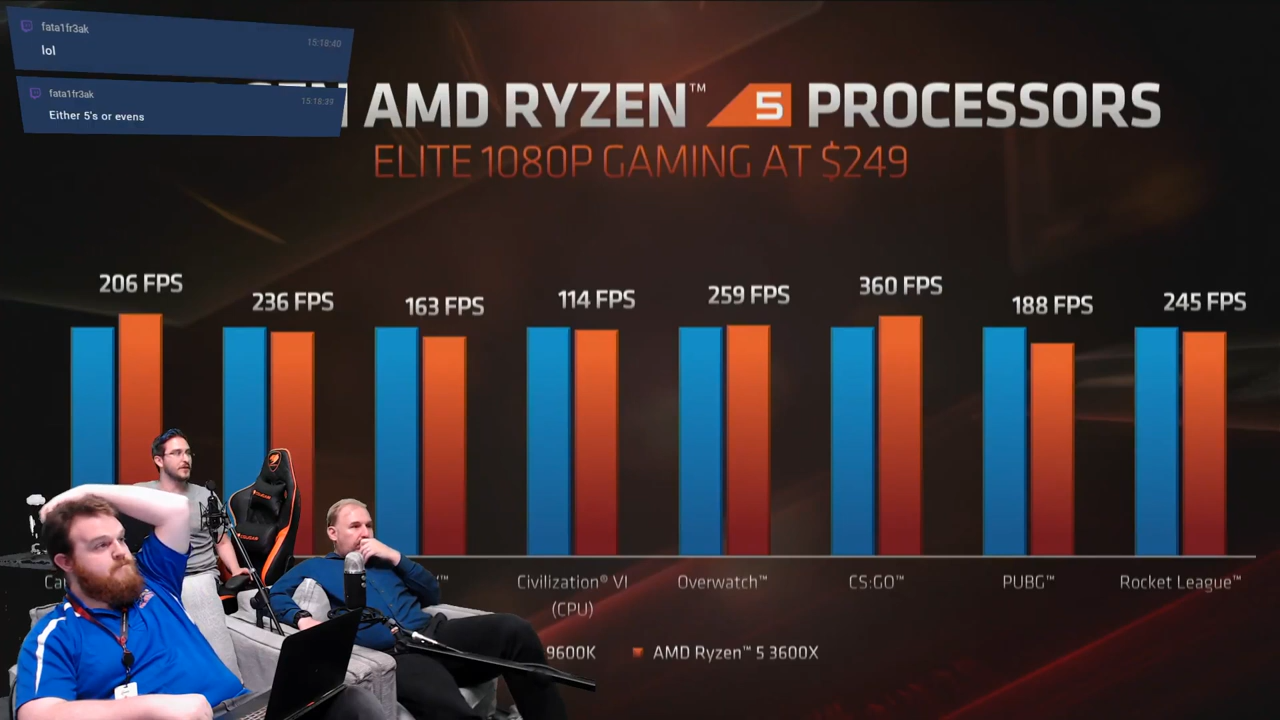 fata1fr3ak
15:18:40
lol
fata1fr3ak
15:18:39
Either 5's or evens
AMD RYZEN™ 5 PROCESSORS
ELITE 1080P GAMING AT $249
206 FPS
236 FPS
163 FPS
114 FPS
259 FPS
360 FPS
188 FPS
245 FPS
Civilization® VI
(CPU)
Overwatch™
CS:GO™
PUBG™
Rocket League™
9600K
AMD Ryzen™ 5 3600X
COUGAR